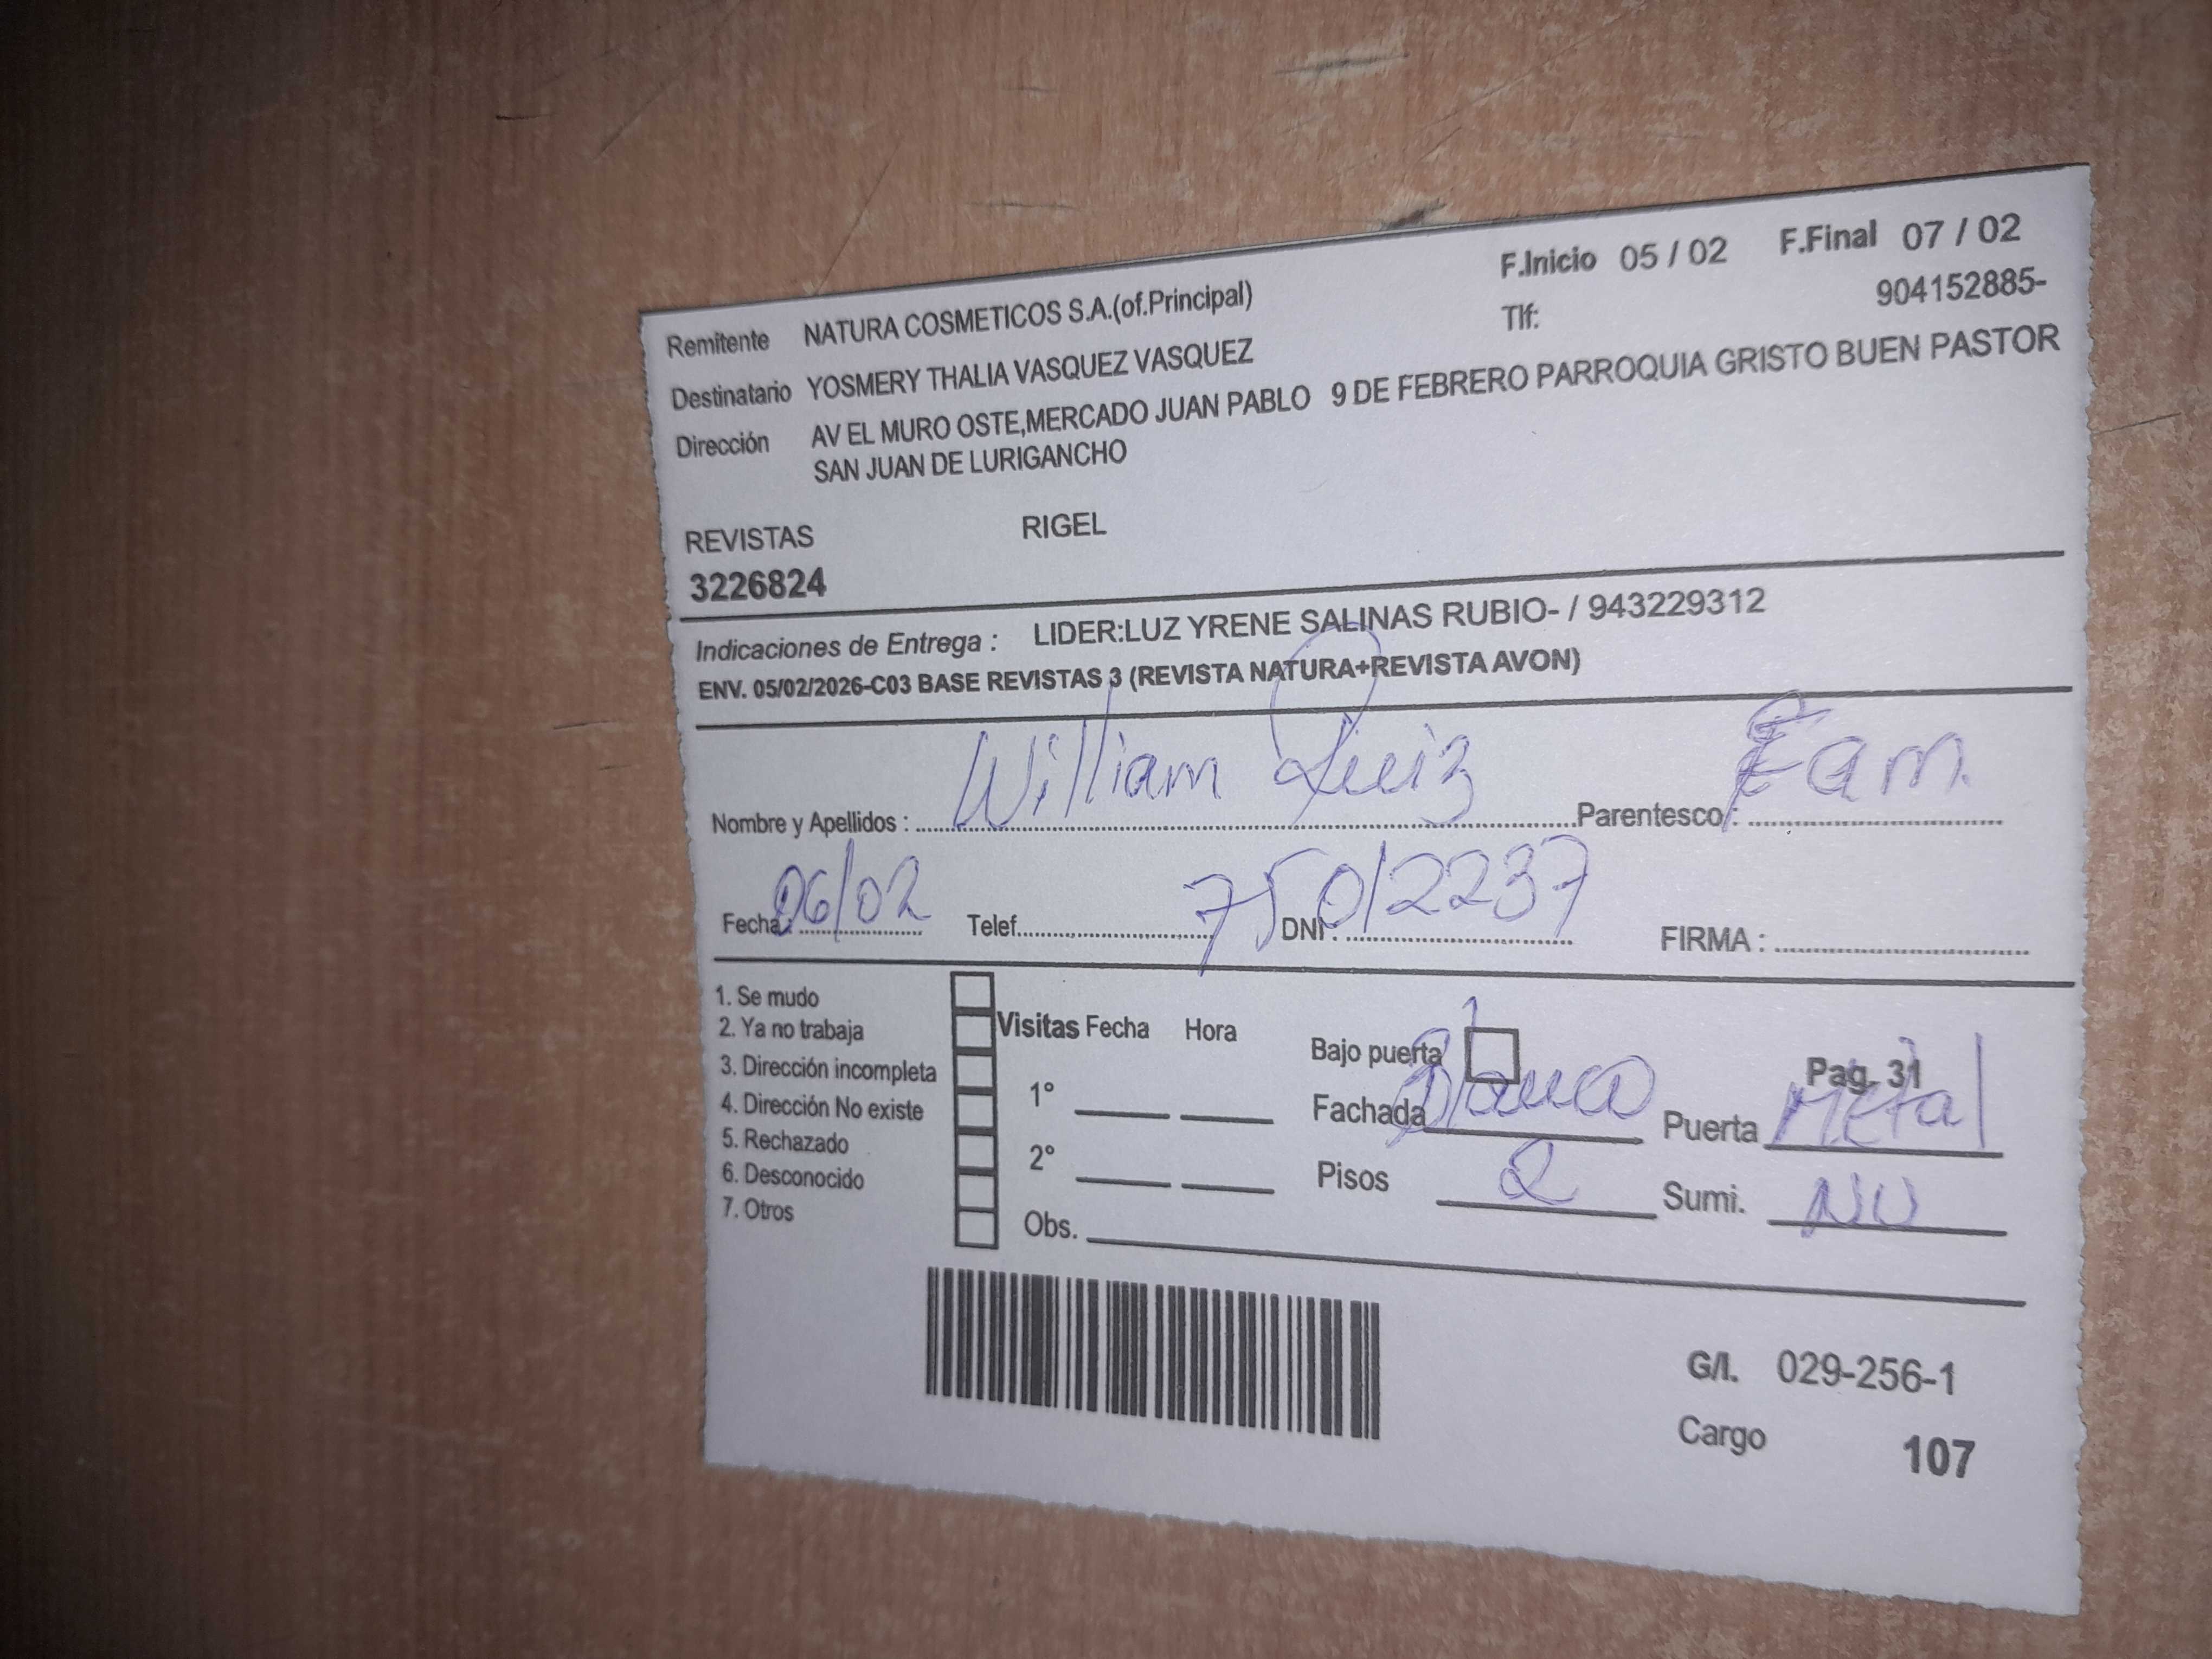 F.Inicio 05 / 02 F.Final 07 / 02
Remitente NATURA COSMETICOS S.A.(of.Principal) Tlf: 904152885-
Destinatario YOSMERY THALIA VASQUEZ VASQUEZ
Dirección AV EL MURO OSTE,MERCADO JUAN PABLO 9 DE FEBRERO PARROQUIA GRISTO BUEN PASTOR
SAN JUAN DE LURIGANCHO
REVISTAS RIGEL
3226824
Indicaciones de Entrega : LIDER:LUZ YRENE SALINAS RUBIO- / 943229312
ENV. 05/02/2026-C03 BASE REVISTAS 3 (REVISTA NATURA+REVISTA AVON)
Nombre y Apellidos : William Parentesco : Fam.
Fecha : 06/02 Telef. DNI : 75012237 FIRMA :
1. Se mudo
2. Ya no trabaja
3. Dirección incompleta
4. Dirección No existe
5. Rechazado
6. Desconocido
7. Otros
Visitas Fecha Hora
1°
2°
Obs.
Bajo puerta Pag. 31
Fachada Blanco Puerta Metal
Pisos 2 Sumi. NO
G/I. 029-256-1
Cargo 107